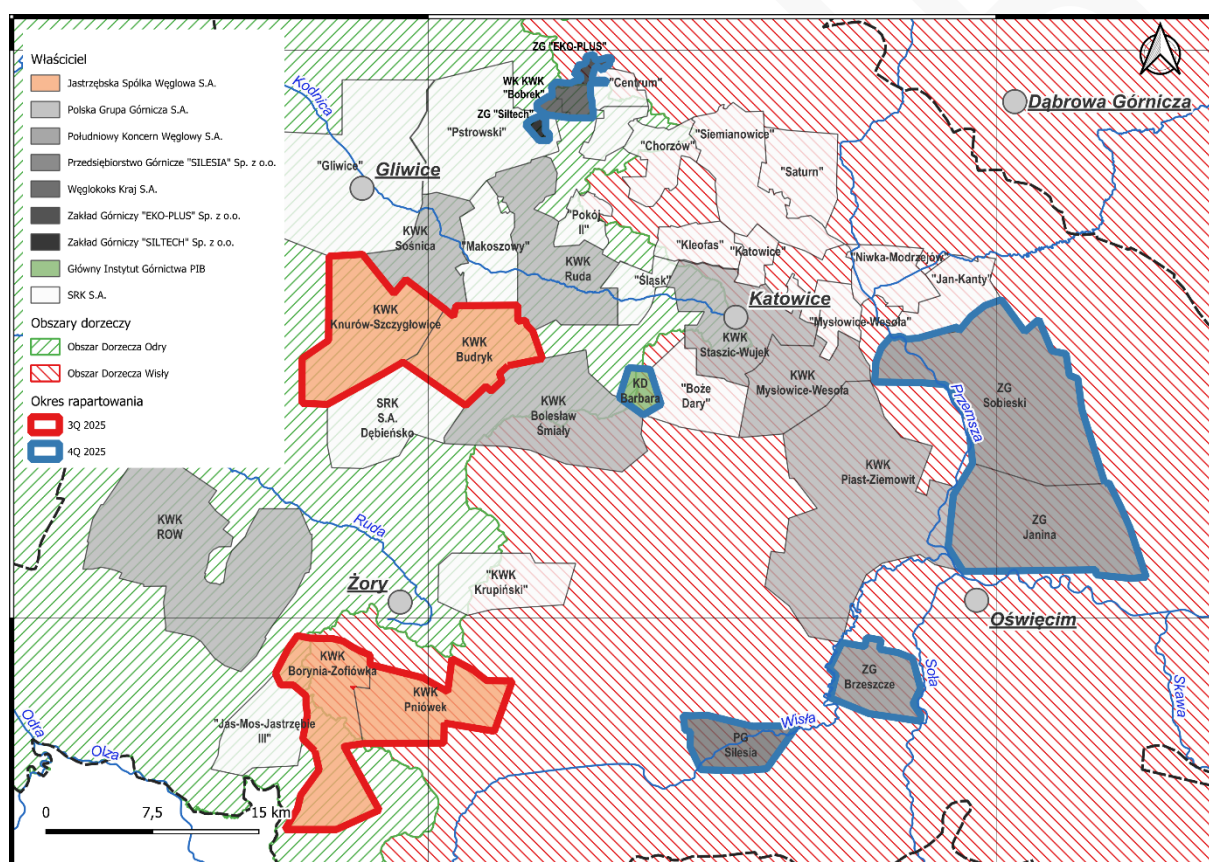 Właściciel
Jastrzębska Spólka Węglowa S.A.
Polska Grupa Górnicza S.A.
Południowy Koncern Węglowy S.A.
Przedsiębiorstwo Górnicze "SILESIA" Sp. z o.o.
Węglokoks Kraj S.A.
Zakład Górniczy "EKO-PLUS" Sp. z o.o.
Zakład Górniczy "SILTECH" Sp. z o.o.
Główny Instytut Górnictwa PIB
SRK S.A.
Obszary dorzeczy
Obszar Dorzecza Odry
Obszar Dorzecza Wisły
Okres rapartowania
3Q 2025
4Q 2025
ZG "EKO-PLUS"
WK KWK
"Bobrek"
"Centrum"
ZG "Siltech"
Kodnica
Dąbrowa Górnicza
"Pstrowski"
"Siemianowice"
"Chorzów"
"Gliwice"
Gliwice
"Saturn"
"Pokój
II"
KWK
Sośnica
"Makoszowy"
"Kleofas"
"Katowice"
"Niwka-Modrzejów"
KWK
Ruda
"Śląsk"
"Jan-Kanty"
Katowice
KWK
Knurów-Szczygłowice
"Mysłowice-Wesoła"
KWK
Budryk
KWK
Staszic-Wujek
KD
Barbara
"Boże
Dary"
KWK
Mysłowice-Wesoła
ZG
Sobieski
Przemsza
SRK
S.A.
Dębieńsko
KWK
Bolesław
Śmiały
KWK
Piast-Ziemowit
KWK
ROW
Ruda
ZG
Janina
"KWK
Krupiński"
Żory
Oświęcim
KWK
Borynia-Zofiówka
KWK
Pniówek
ZG
Brzeszcze
Soła
Skawa
"Jas-Mos-Jastrzębie
III"
Wisła
PG
Silesia
Odra
Olza
0
7,5
15 km